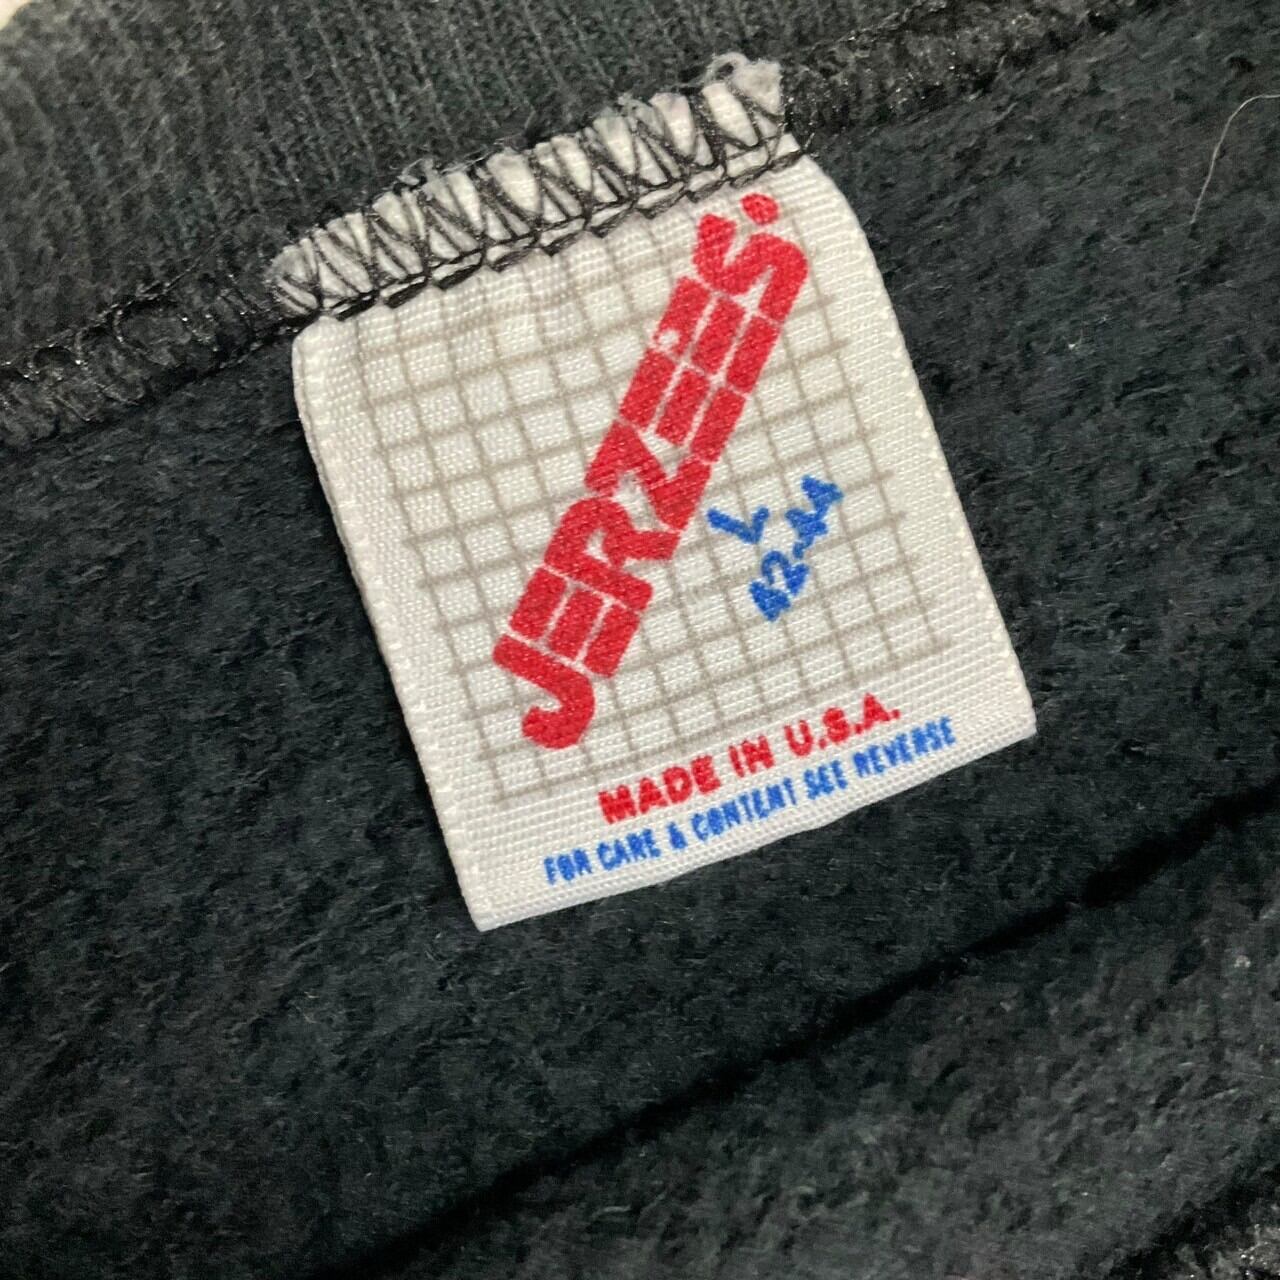 JERZEES
L
42-44
MADE IN U.S.A.
FOR CARE & CONTENT SEE REVERSE